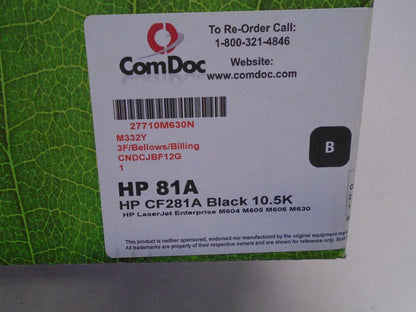 To Re-Order Call:
1-800-321-4846
ComDoc
Website:
www.comdoc.com
27710M630N
M332Y
3F/Bellows/Billing
CNDCJBF12G
1
B
HP 81A
HP CF281A Black 10.5K
HP LaserJet Enterprise M604 M605 M606 M630
This product is neither sponsored, endorsed nor manufactured by the original equipment
All trademarks are property of their respective owners and are shown for reference only.